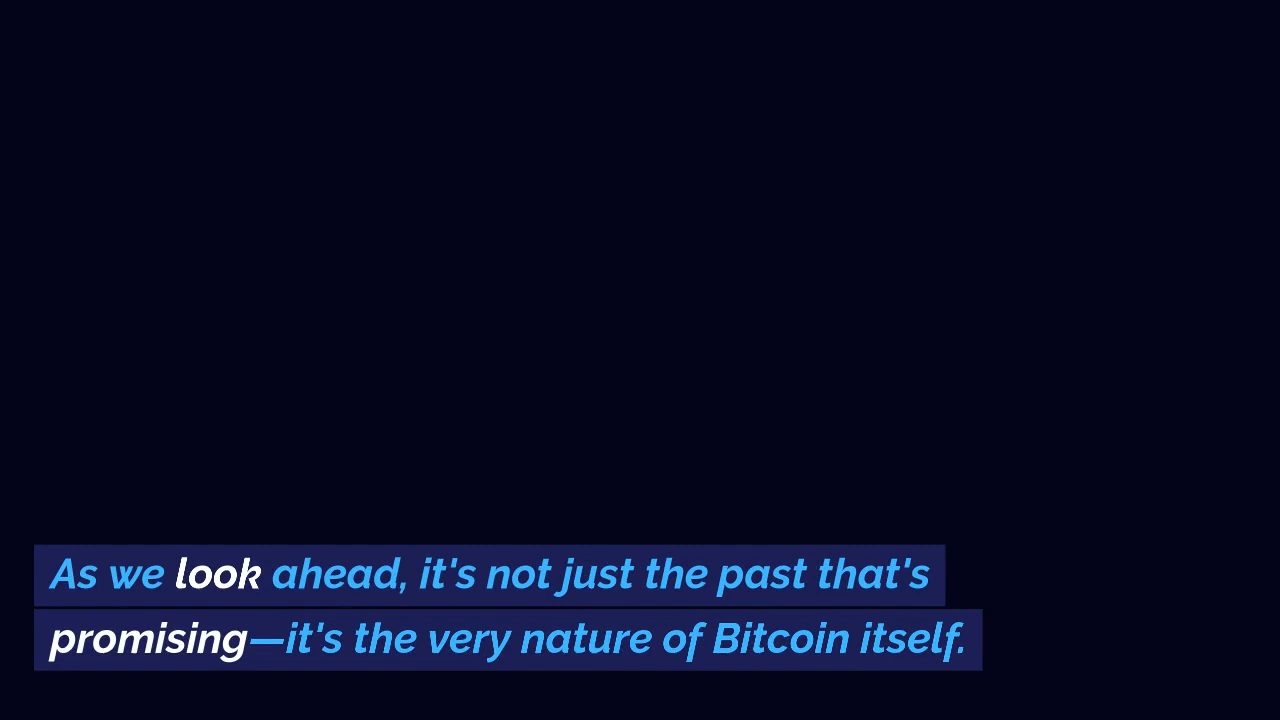 As we look ahead, it's not just the past that's
promising—it's the very nature of Bitcoin itself.